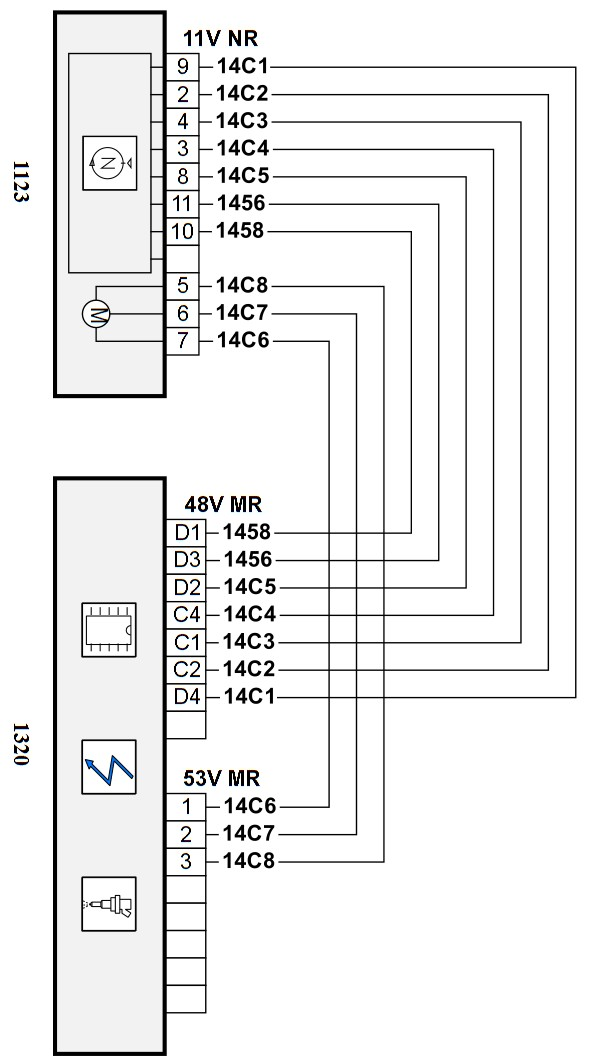 11V NR
9 14C1
2 14C2
4 14C3
3 14C4
8 14C5
11 1456
10 1458
5 14C8
6 14C7
7 14C6
N
M
1123
48V MR
D1 1458
D3 1456
D2 14C5
C4 14C4
C1 14C3
C2 14C2
D4 14C1
53V MR
1 14C6
2 14C7
3 14C8
1320